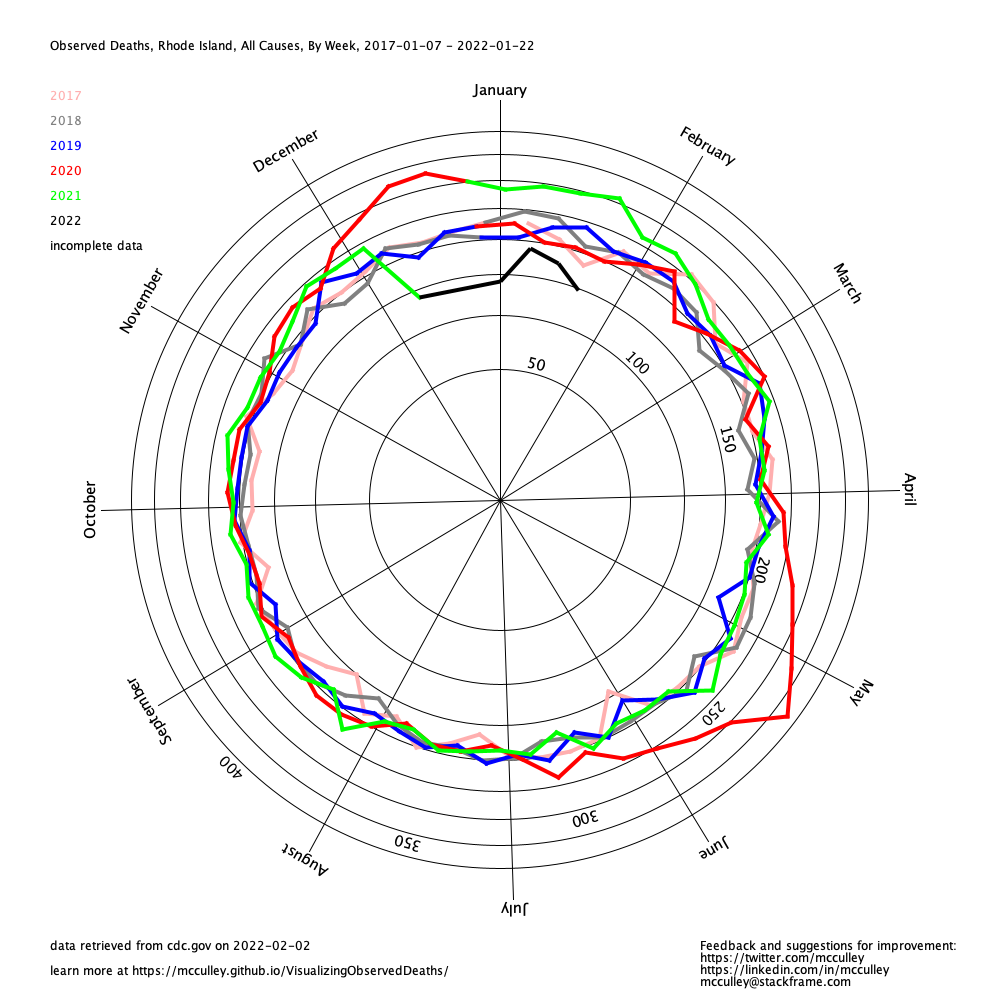 Observed Deaths, Rhode Island, All Causes, By Week, 2017-01-07 - 2022-01-22
January
2017
2018
2019
2020
2021
2022
incomplete data
December
February
November
March
50
100
150
October
April
200
September
May
250
400
300
350
August
June
July
data retrieved from cdc.gov on 2022-02-02
learn more at https://mcculley.github.io/VisualizingObservedDeaths/
Feedback and suggestions for improvement:
https://twitter.com/mcculley
https://linkedin.com/in/mcculley
mcculley@stackframe.com